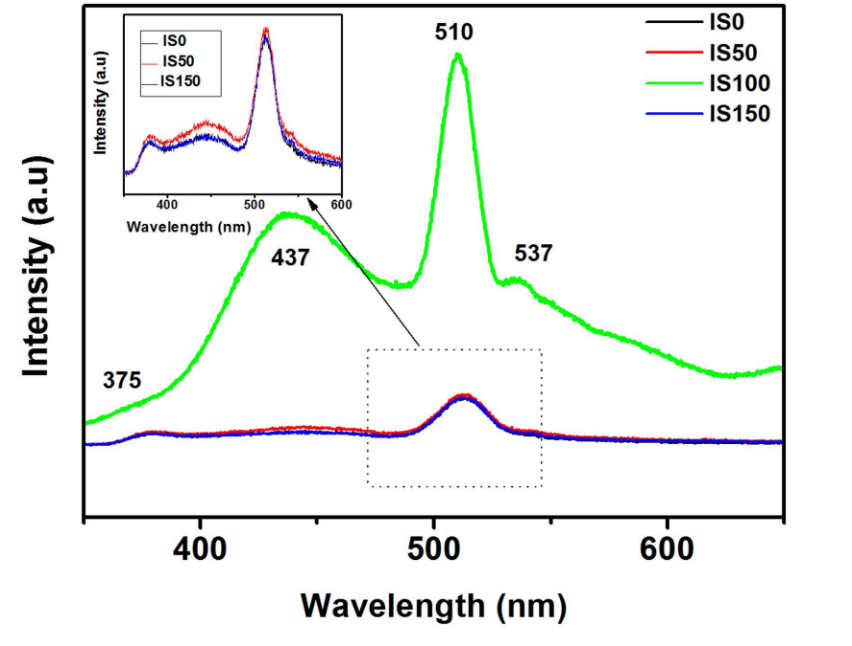 IS0
IS50
IS150
Intensity (a.u)
400 500 600
Wavelength (nm)
510
IS0
IS50
IS100
IS150
437
537
375
Intensity (a.u)
400 500 600
Wavelength (nm)